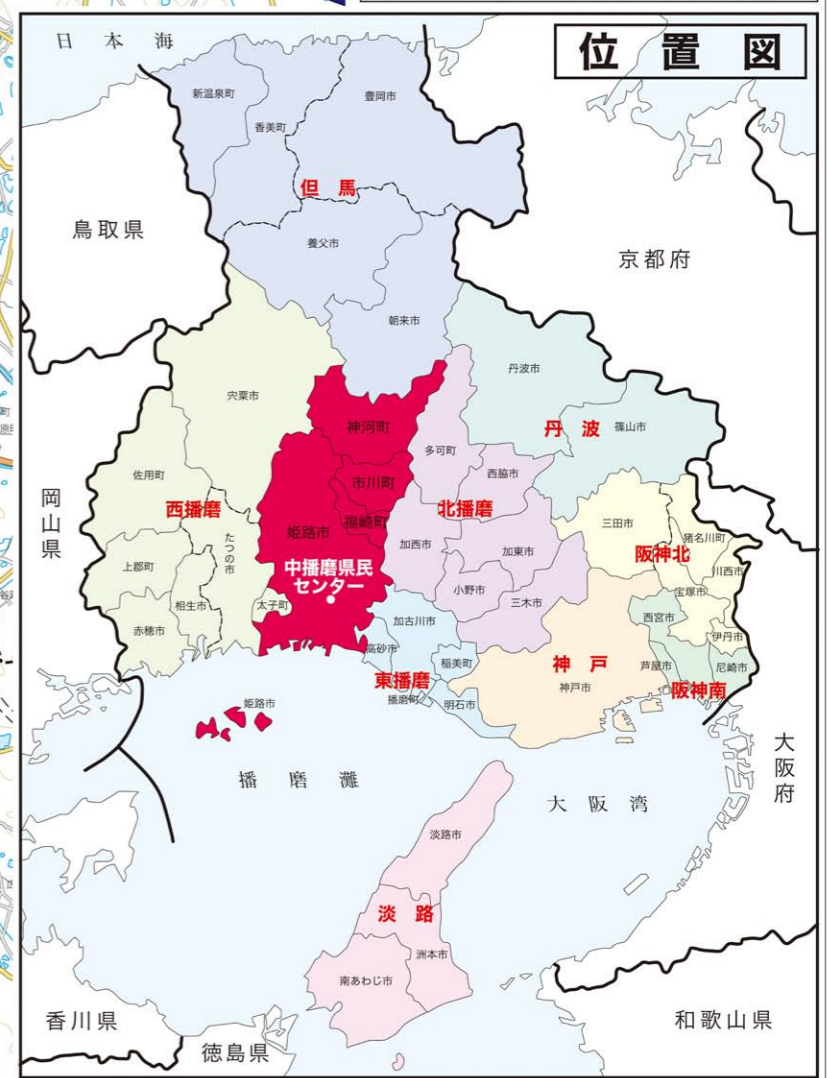 位置図
日本海
新温泉町
香美町
豊岡市
但馬
鳥取県
養父市
京都府
朝来市
宍粟市
丹波市
神河町
丹波
篠山市
多可町
西脇市
佐用町
市川町
岡山県
西播磨
北播磨
福崎町
姫路市
三田市
猪名川町
たつの市
加西市
加東市
阪神北
川西市
上郡町
中播磨県民
センター
宝塚市
相生市
太子町
小野市
三木市
西宮市
赤穂市
加古川市
伊丹市
高砂市
稲美町
神戸
芦屋市
尼崎市
東播磨
神戸市
阪神南
播磨町
明石市
姫路市
大阪府
播磨灘
大阪湾
淡路市
淡路
洲本市
南あわじ市
香川県
和歌山県
徳島県